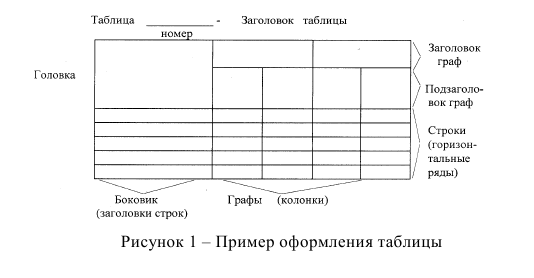 Таблица ____________ - Заголовок таблицы
номер
Заголовок
граф
Головка
Подзаголо-
вок граф
Строки
(горизон-
тальные
ряды)
Боковик
(заголовки строк)
Графы (колонки)
Рисунок 1 – Пример оформления таблицы